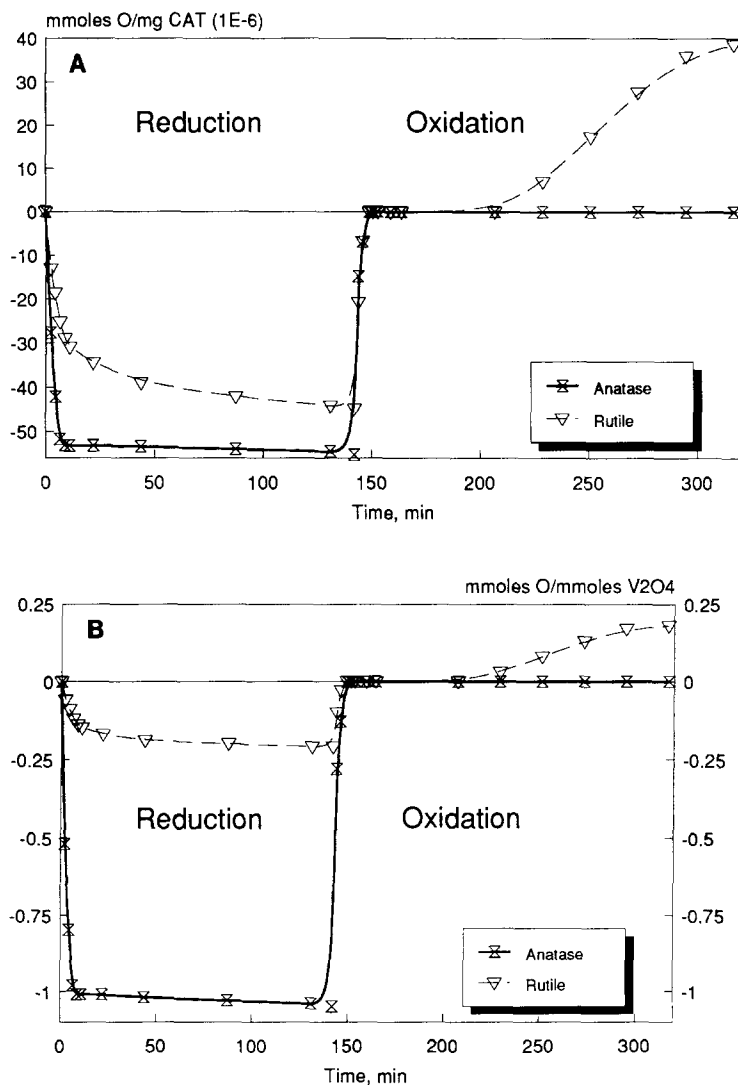 mmoles O/mg CAT (1E-6)
A
40
30
20
10
0
-10
-20
-30
-40
-50
Reduction
Oxidation
Anatase
Rutile
0
50
100
150
200
250
300
Time, min
mmoles O/mmoles V2O4
B
0.25
0
-0.25
-0.5
-0.75
-1
0.25
0
-0.25
-0.5
-0.75
-1
Reduction
Oxidation
Anatase
Rutile
0
50
100
150
200
250
300
Time, min